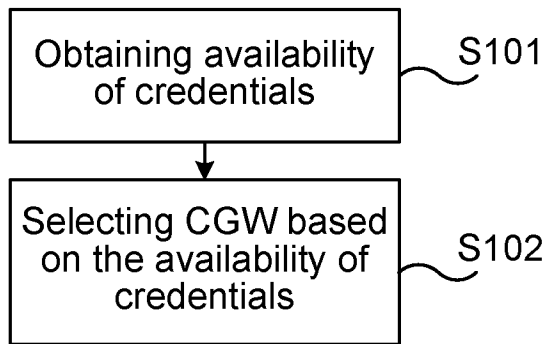 Obtaining availability
of credentials
S101
Selecting CGW based
on the availability of
credentials
S102